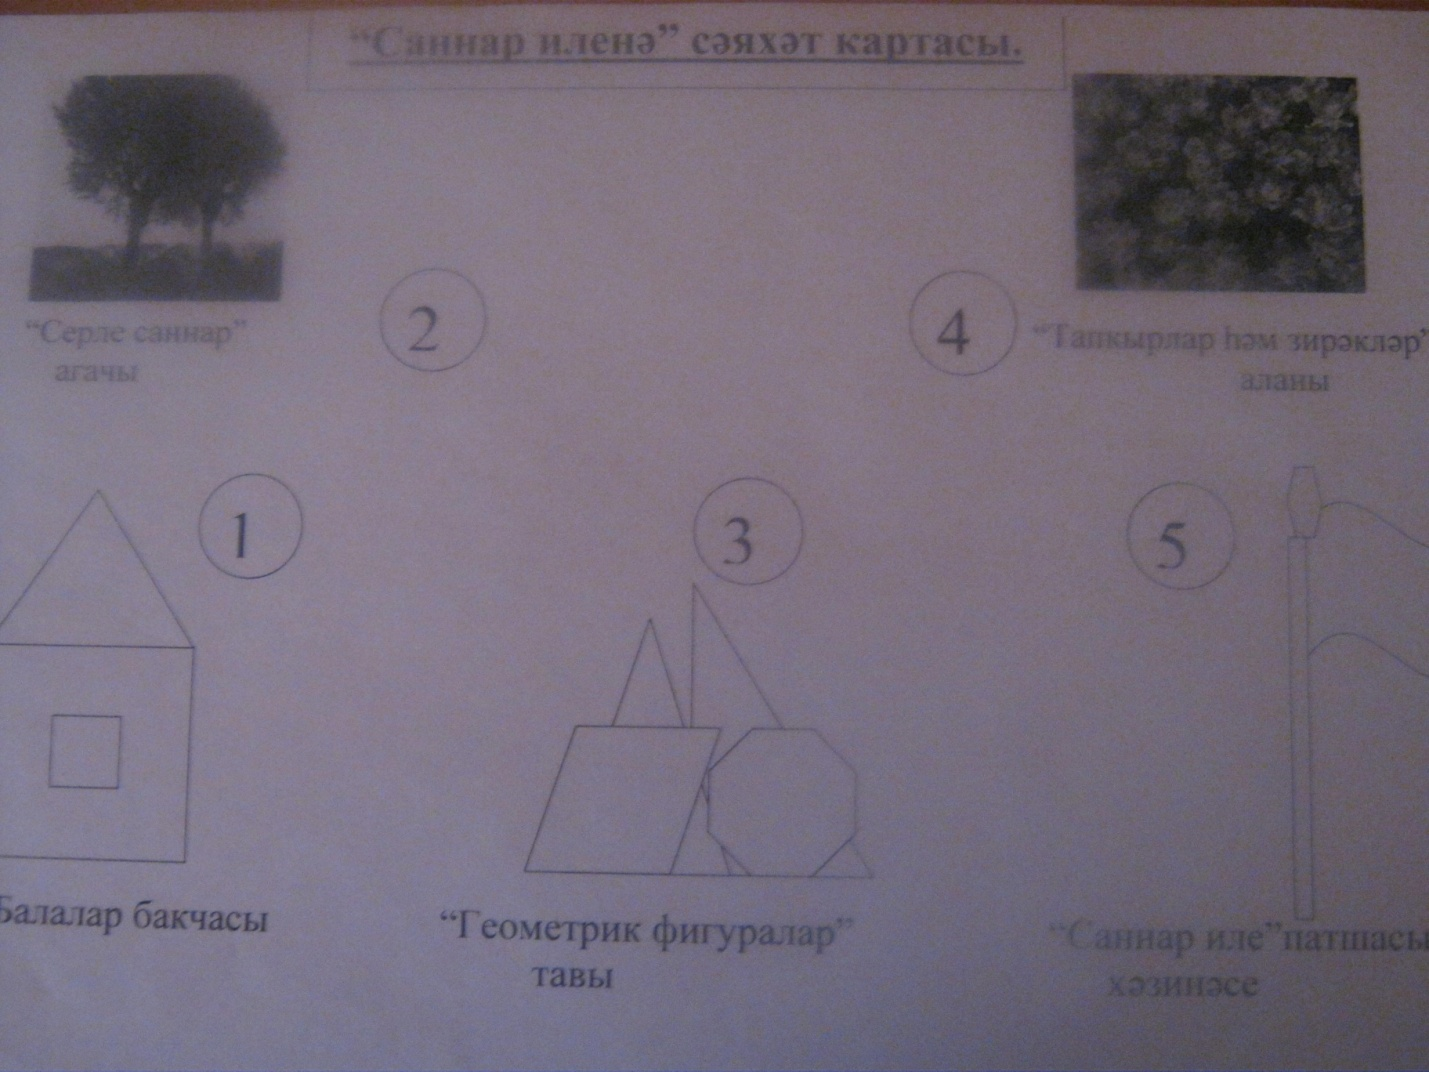 “Саннар иленә” сәяхәт картасы.
“Серле саннар”
агачы
2
4
“Тапкырлар һәм зирәкләр”
аланы
1
3
5
Балалар бакчасы
“Геометрик фигуралар”
тавы
“Саннар иле”патшасы
хәзинәсе